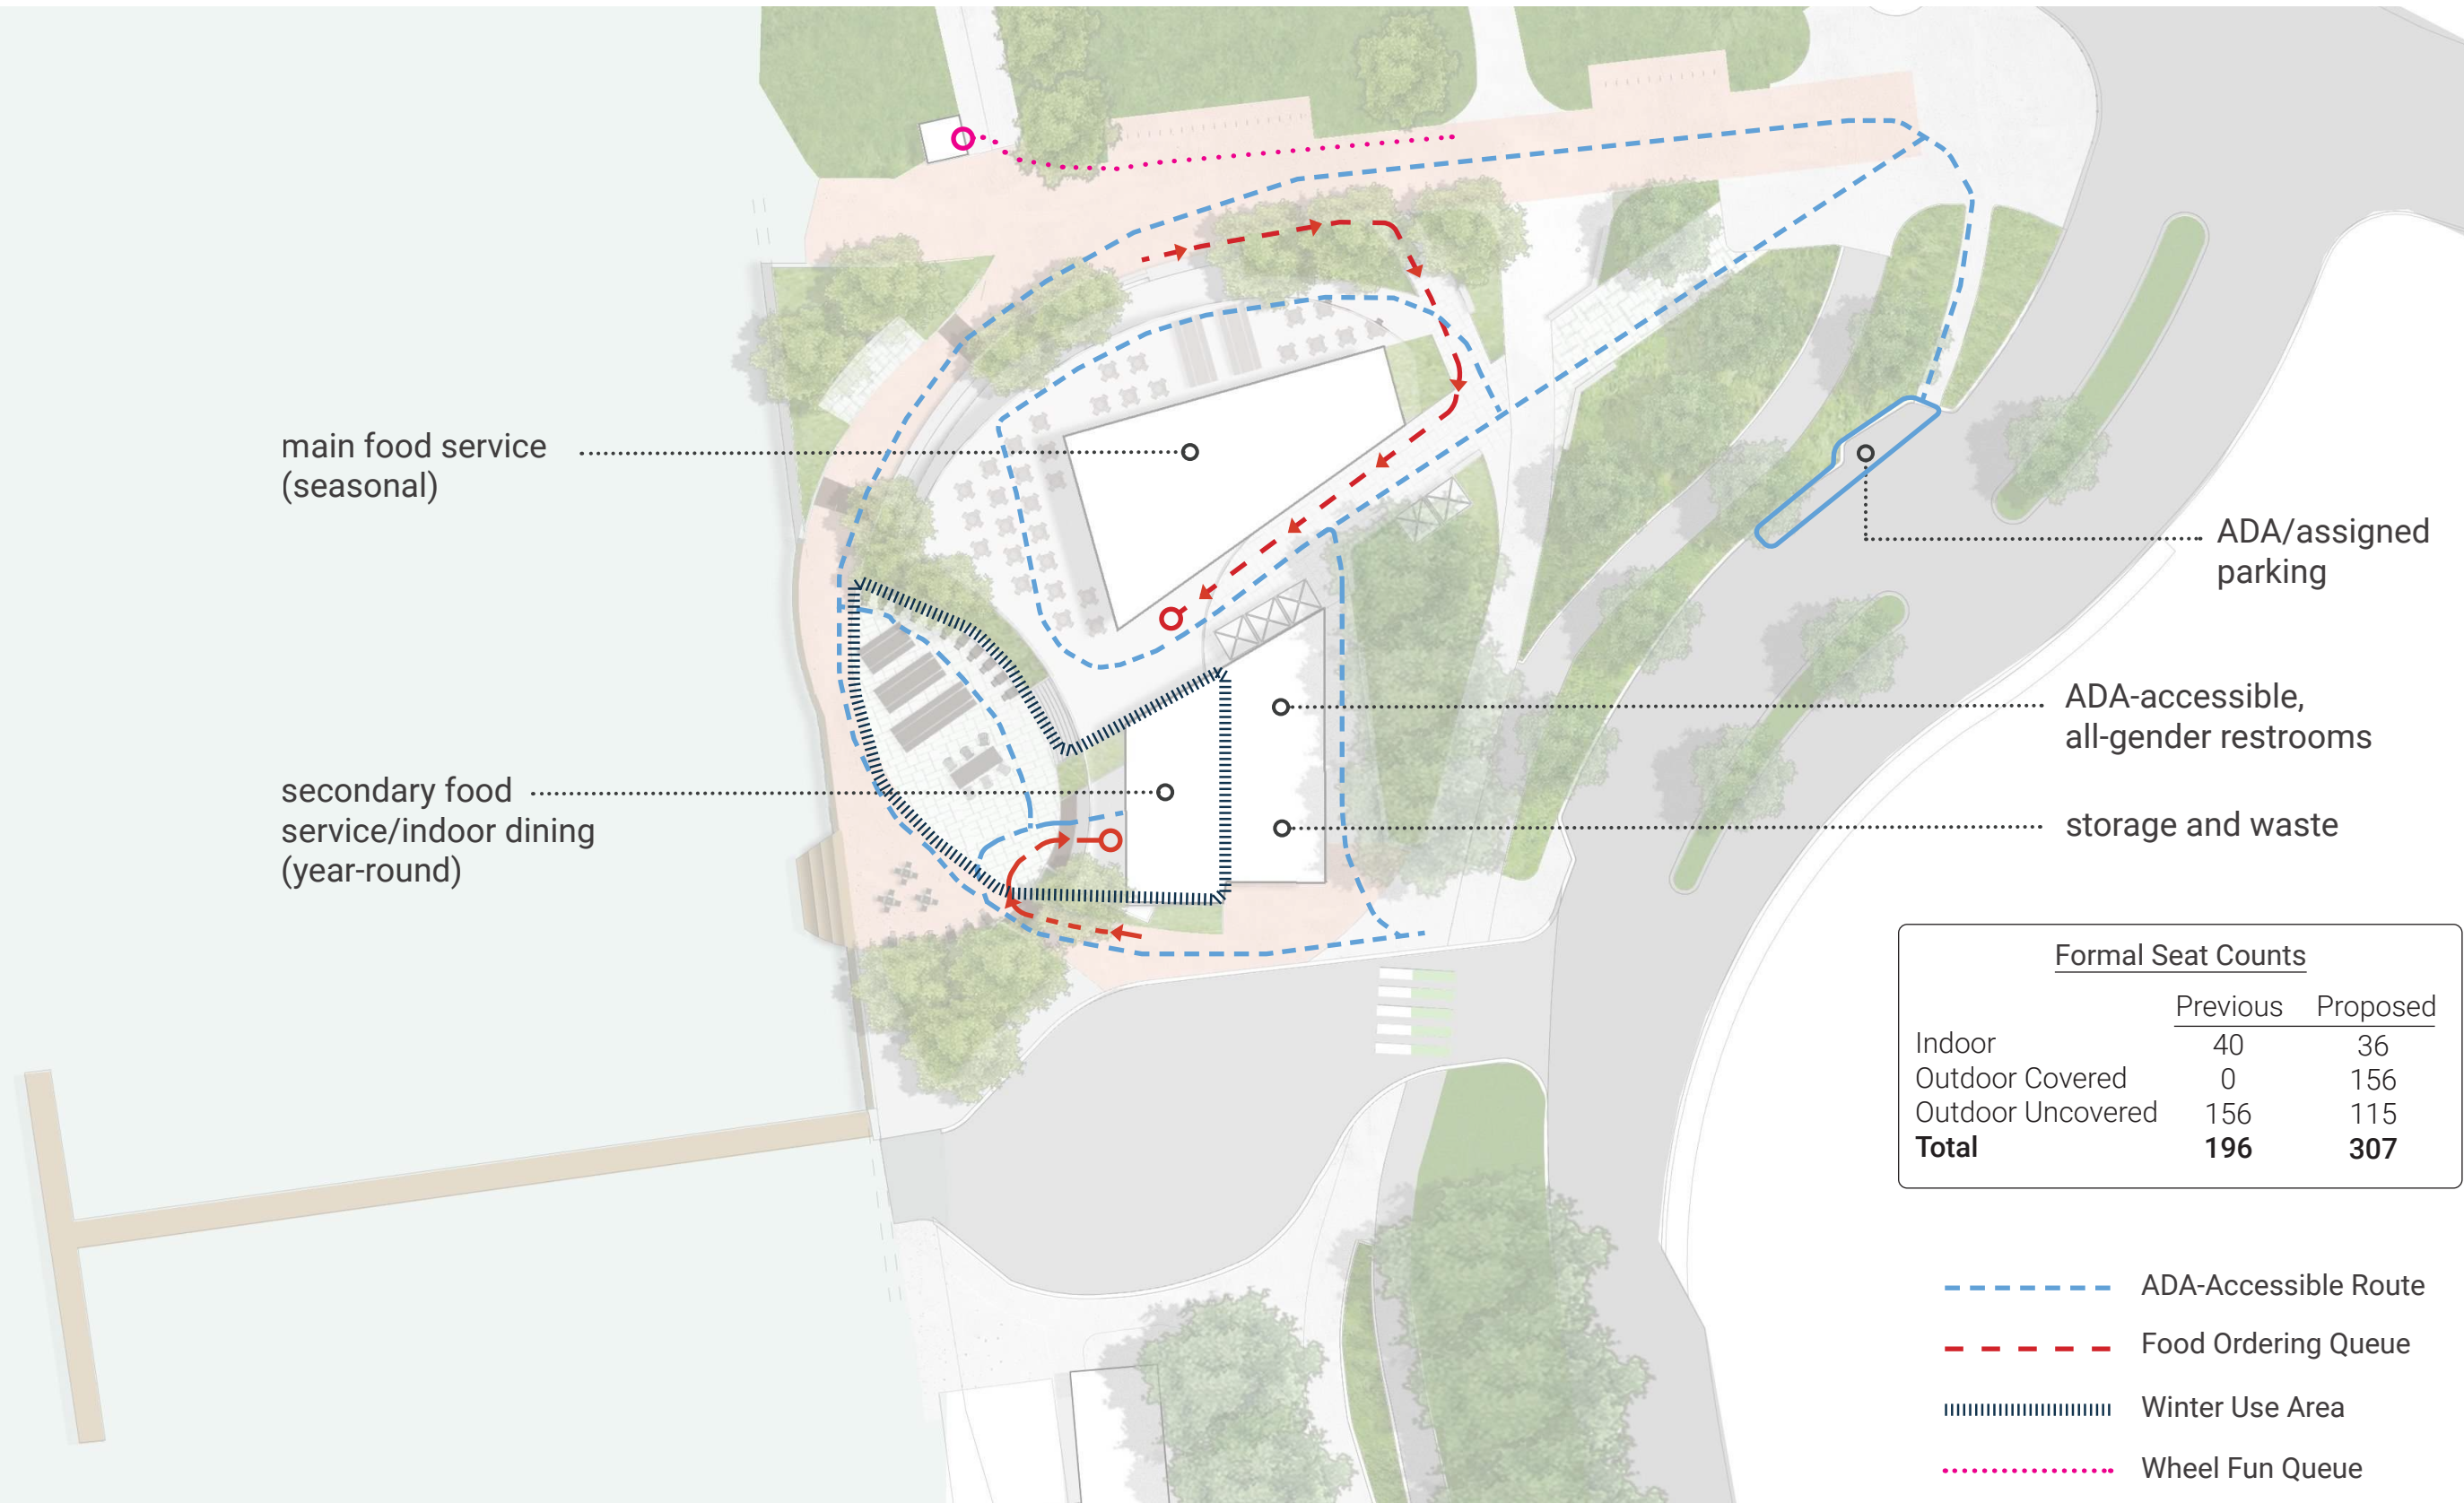 main food service
(seasonal)
secondary food
service/indoor dining
(year-round)
ADA/assigned
parking
ADA-accessible,
all-gender restrooms
storage and waste
Formal Seat Counts
Previous Proposed
Indoor 40 36
Outdoor Covered 0 156
Outdoor Uncovered 156 115
Total 196 307
ADA-Accessible Route
Food Ordering Queue
Winter Use Area
Wheel Fun Queue